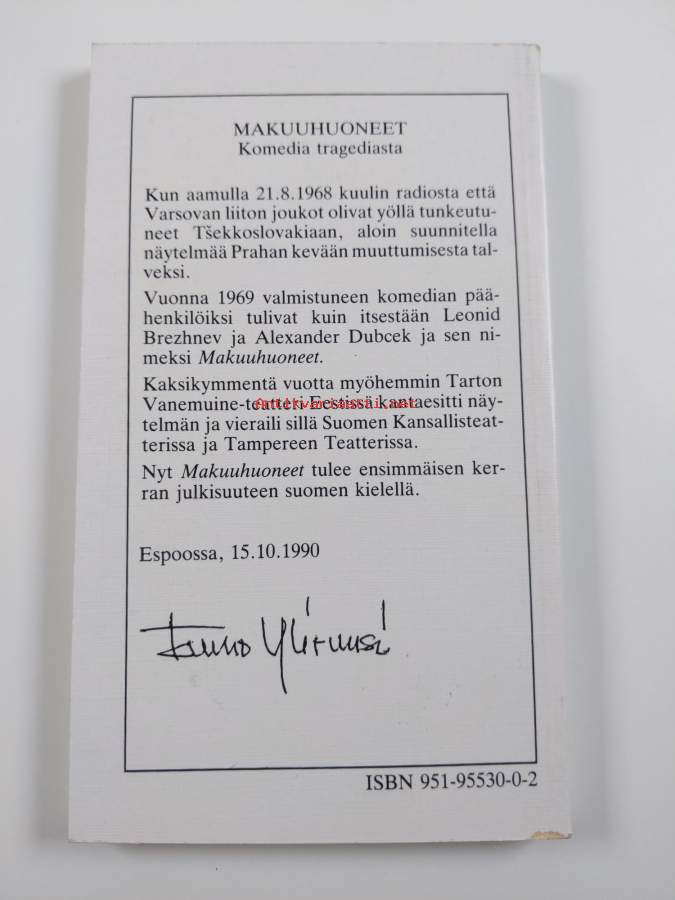 MAKUUHUONEET
Komedia tragediasta
Kun aamulla 21.8.1968 kuulin radiosta että
Varsovan liiton joukot olivat yöllä tunkeutu-
neet Tšekkoslovakiaan, aloin suunnitella
näytelmää Prahan kevään muuttumisesta tal-
veksi.
Vuonna 1969 valmistuneen komedian pää-
henkilöiksi tulivat kuin itsestään Leonid
Brezhnev ja Alexander Dubcek ja sen ni-
meksi Makuuhuoneet.
Kaksikymmentä vuotta myöhemmin Tarton
Vanemuine-teatteri Eestissä kantaesitti näy-
telmän ja vieraili sillä Suomen Kansallisteat-
terissa ja Tampereen Teatterissa.
Nyt Makuuhuoneet tulee ensimmäisen ker-
ran julkisuuteen suomen kielellä.
Espoossa, 15.10.1990
ISBN 951-95530-0-2